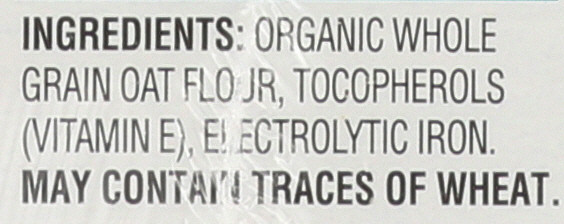 INGREDIENTS: ORGANIC WHOLE
GRAIN OAT FLOUR, TOCOPHEROLS
(VITAMIN E), ELECTROLYTIC IRON.
MAY CONTAIN TRACES OF WHEAT.